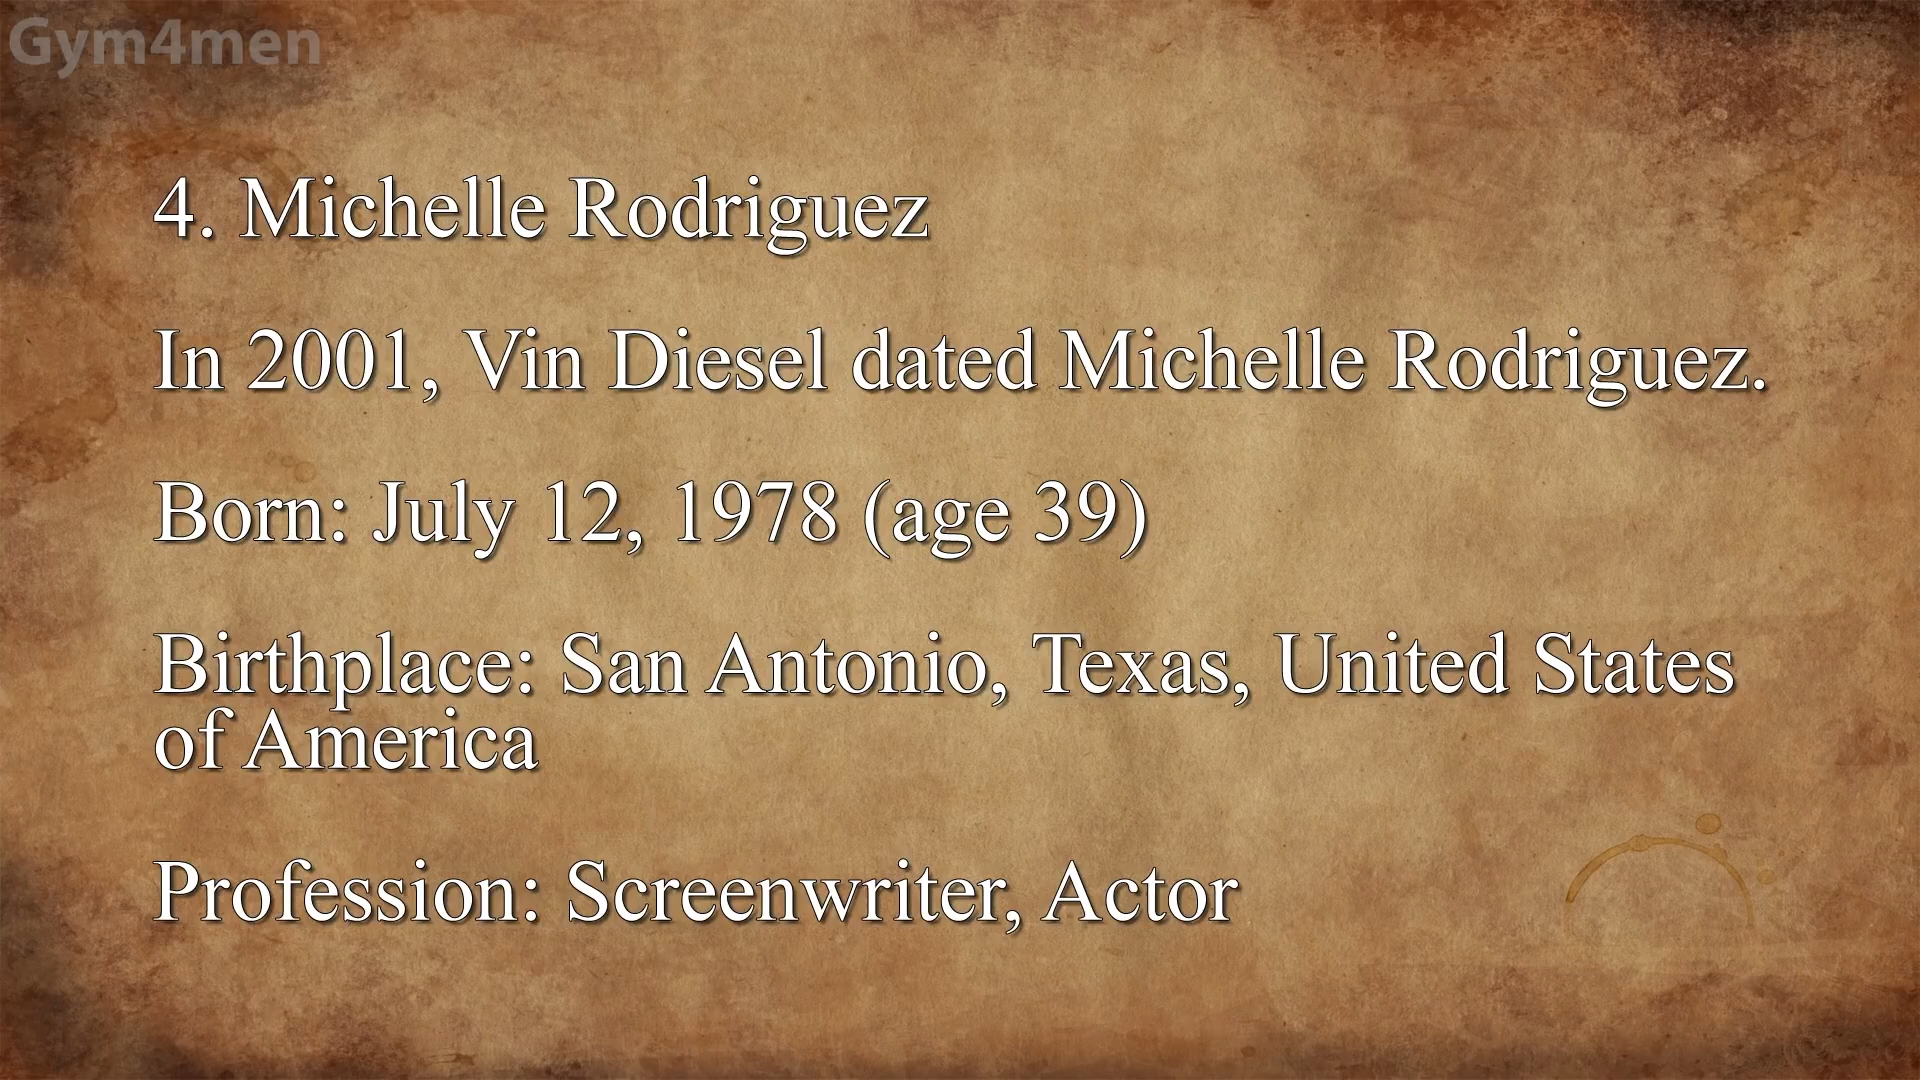 Gym4men
4. Michelle Rodriguez
In 2001, Vin Diesel dated Michelle Rodriguez.
Born: July 12, 1978 (age 39)
Birthplace: San Antonio, Texas, United States
of America
Profession: Screenwriter, Actor